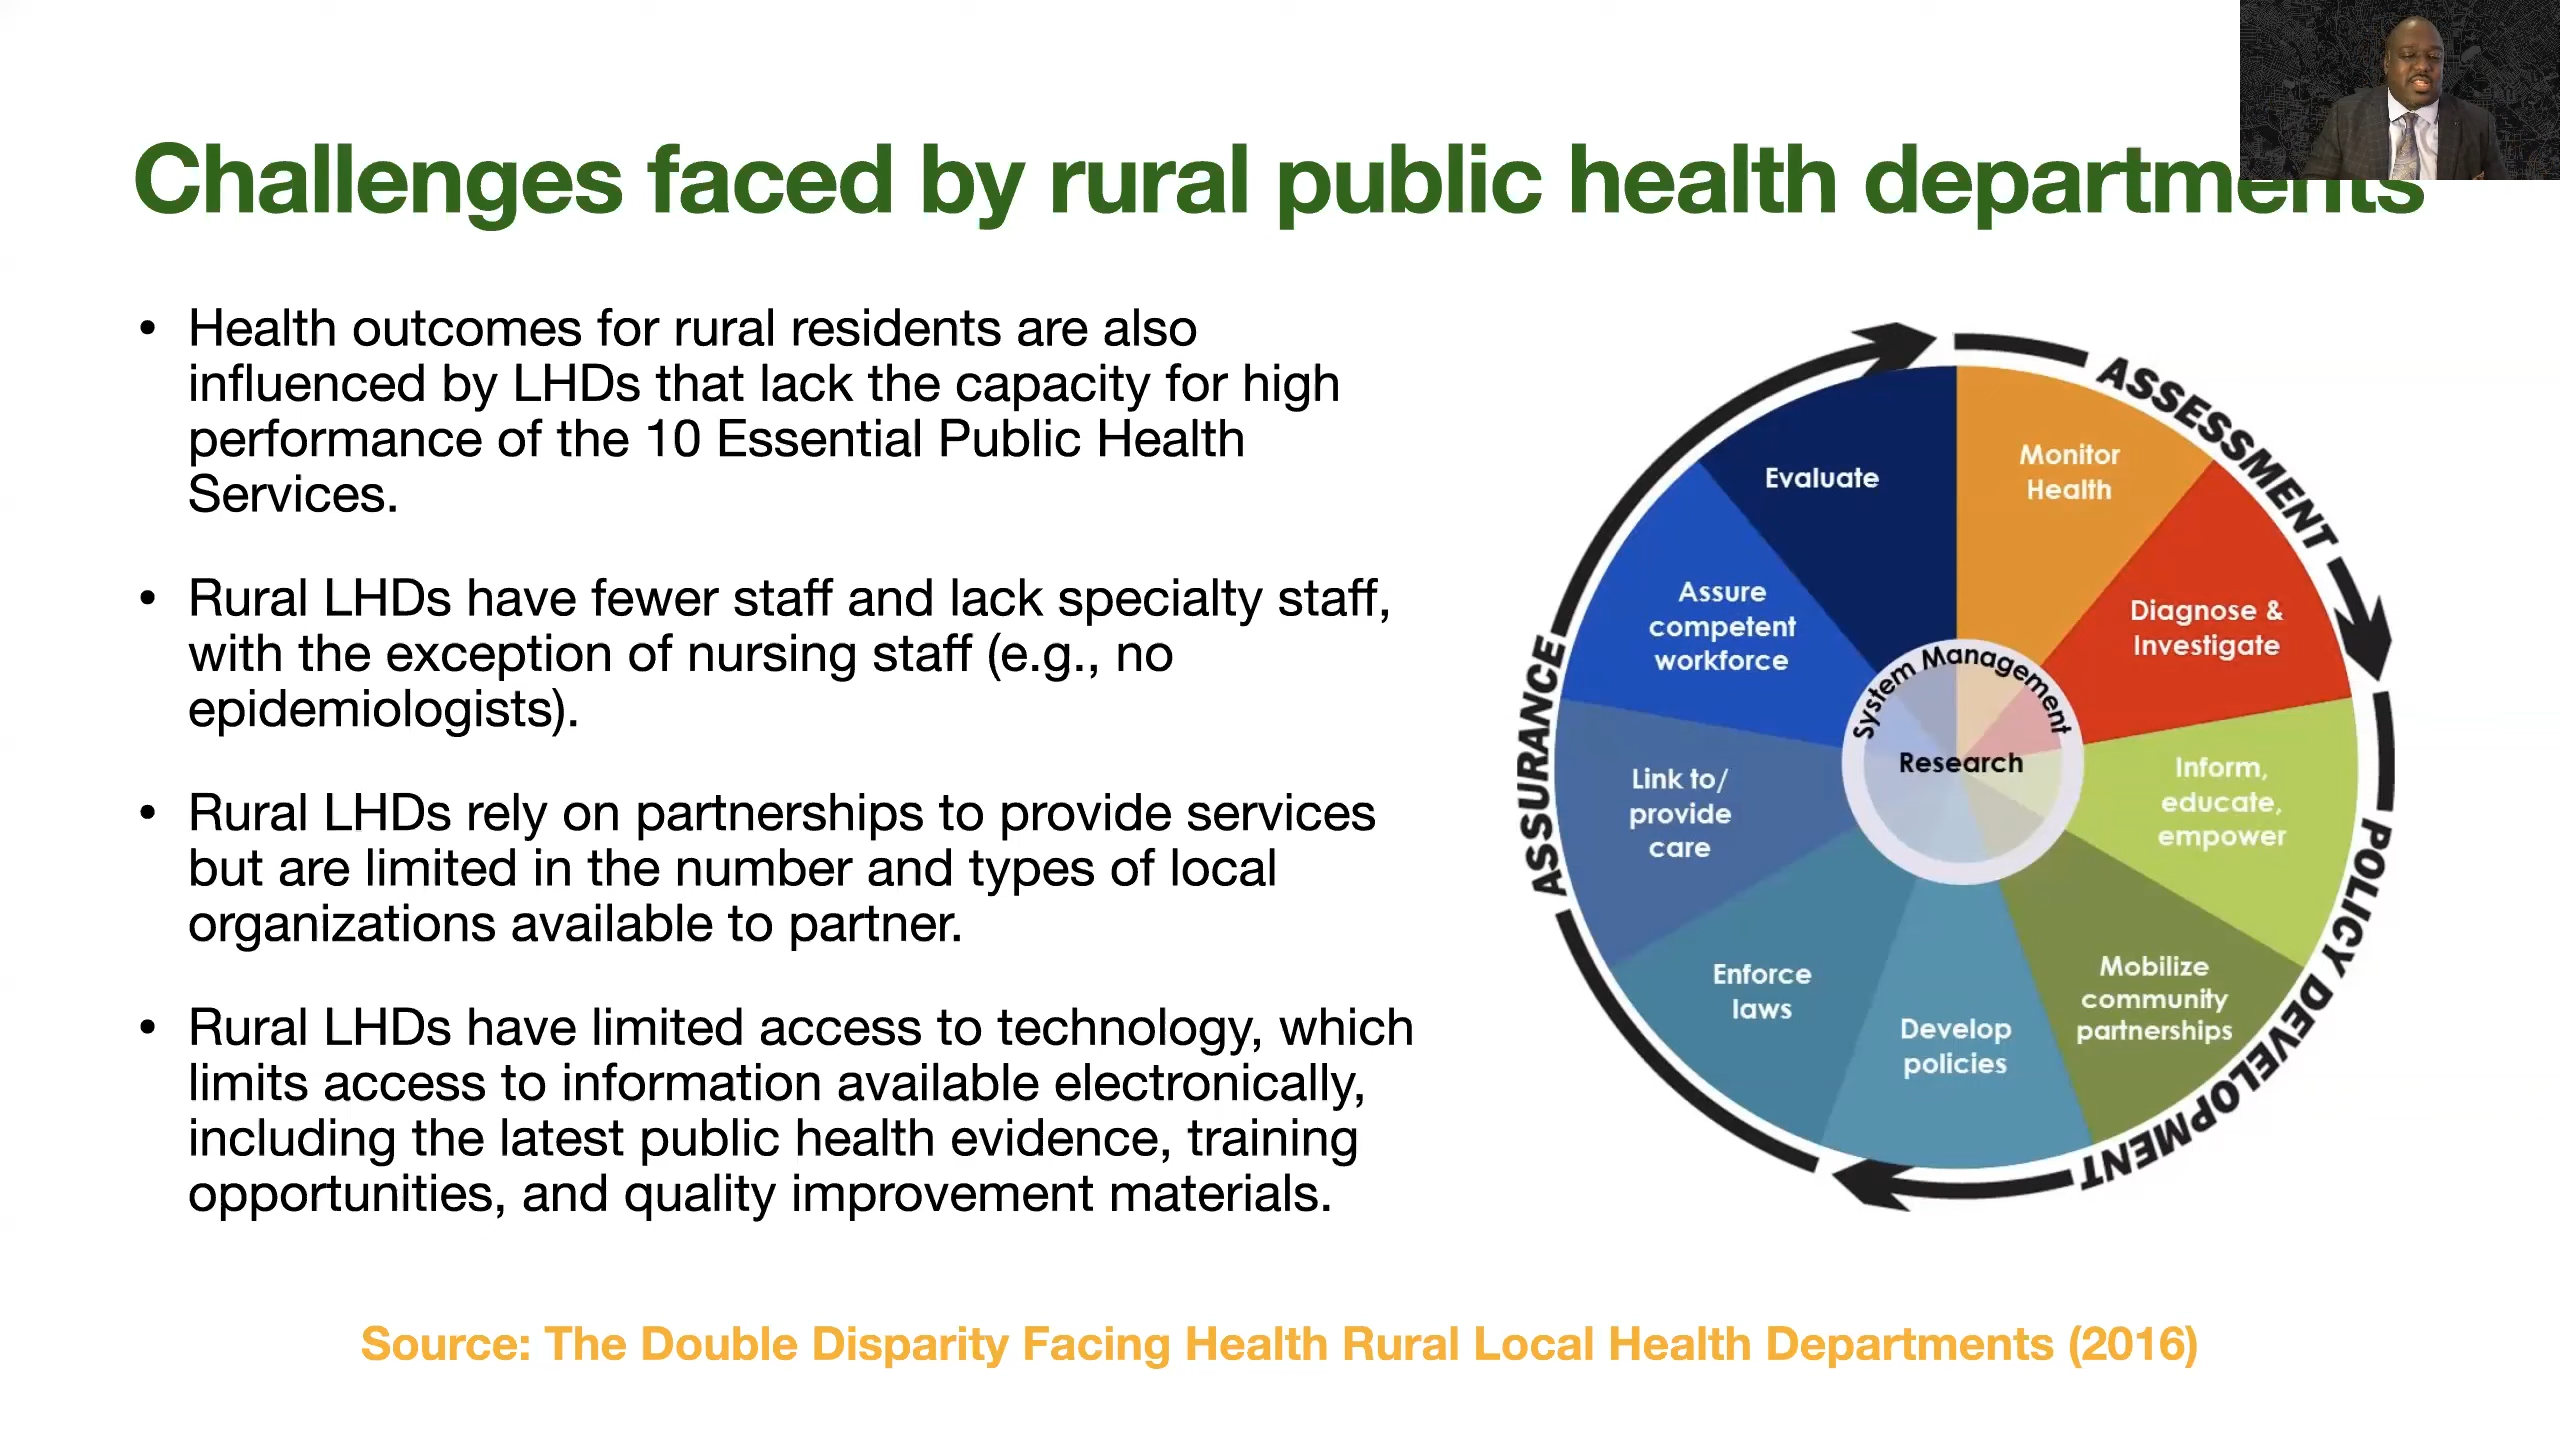 Challenges faced by rural public health departments
• Health outcomes for rural residents are also
influenced by LHDs that lack the capacity for high
performance of the 10 Essential Public Health
Services.
• Rural LHDs have fewer staff and lack specialty staff,
with the exception of nursing staff (e.g., no
epidemiologists).
• Rural LHDs rely on partnerships to provide services
but are limited in the number and types of local
organizations available to partner.
• Rural LHDs have limited access to technology, which
limits access to information available electronically,
including the latest public health evidence, training
opportunities, and quality improvement materials.
ASSESSMENT
POLICY DEVELOPMENT
ASSURANCE
Monitor
Health
Diagnose &
Investigate
Inform,
educate,
empower
Mobilize
community
partnerships
Develop
policies
Enforce
laws
Link to/
provide
care
Assure
competent
workforce
Evaluate
System Management
Research
Source: The Double Disparity Facing Health Rural Local Health Departments (2016)